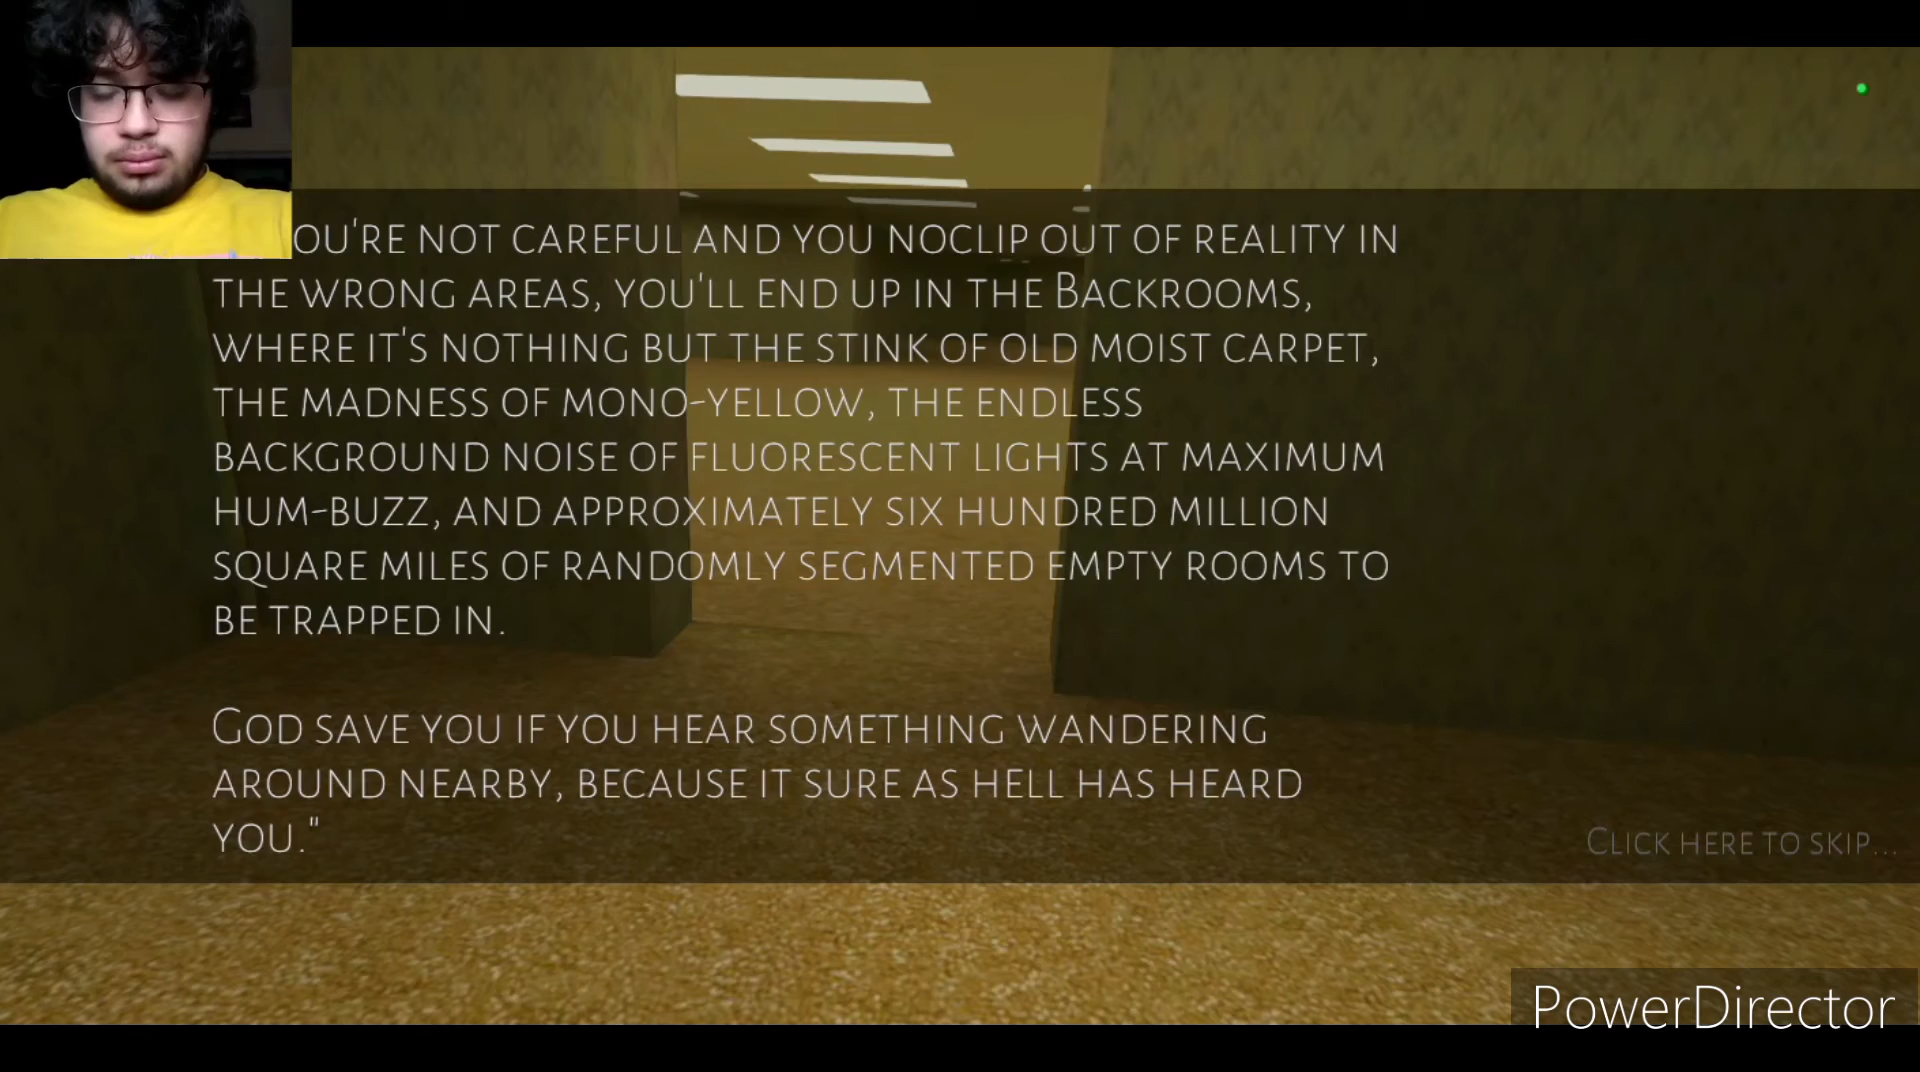 OU'RE NOT CAREFUL AND YOU NOCLIP OUT OF REALITY IN
THE WRONG AREAS, YOU'LL END UP IN THE BACKROOMS,
WHERE IT'S NOTHING BUT THE STINK OF OLD MOIST CARPET,
THE MADNESS OF MONO-YELLOW, THE ENDLESS
BACKGROUND NOISE OF FLUORESCENT LIGHTS AT MAXIMUM
HUM-BUZZ, AND APPROXIMATELY SIX HUNDRED MILLION
SQUARE MILES OF RANDOMLY SEGMENTED EMPTY ROOMS TO
BE TRAPPED IN.
GOD SAVE YOU IF YOU HEAR SOMETHING WANDERING
AROUND NEARBY, BECAUSE IT SURE AS HELL HAS HEARD
YOU."
CLICK HERE TO SKIP...
PowerDirector